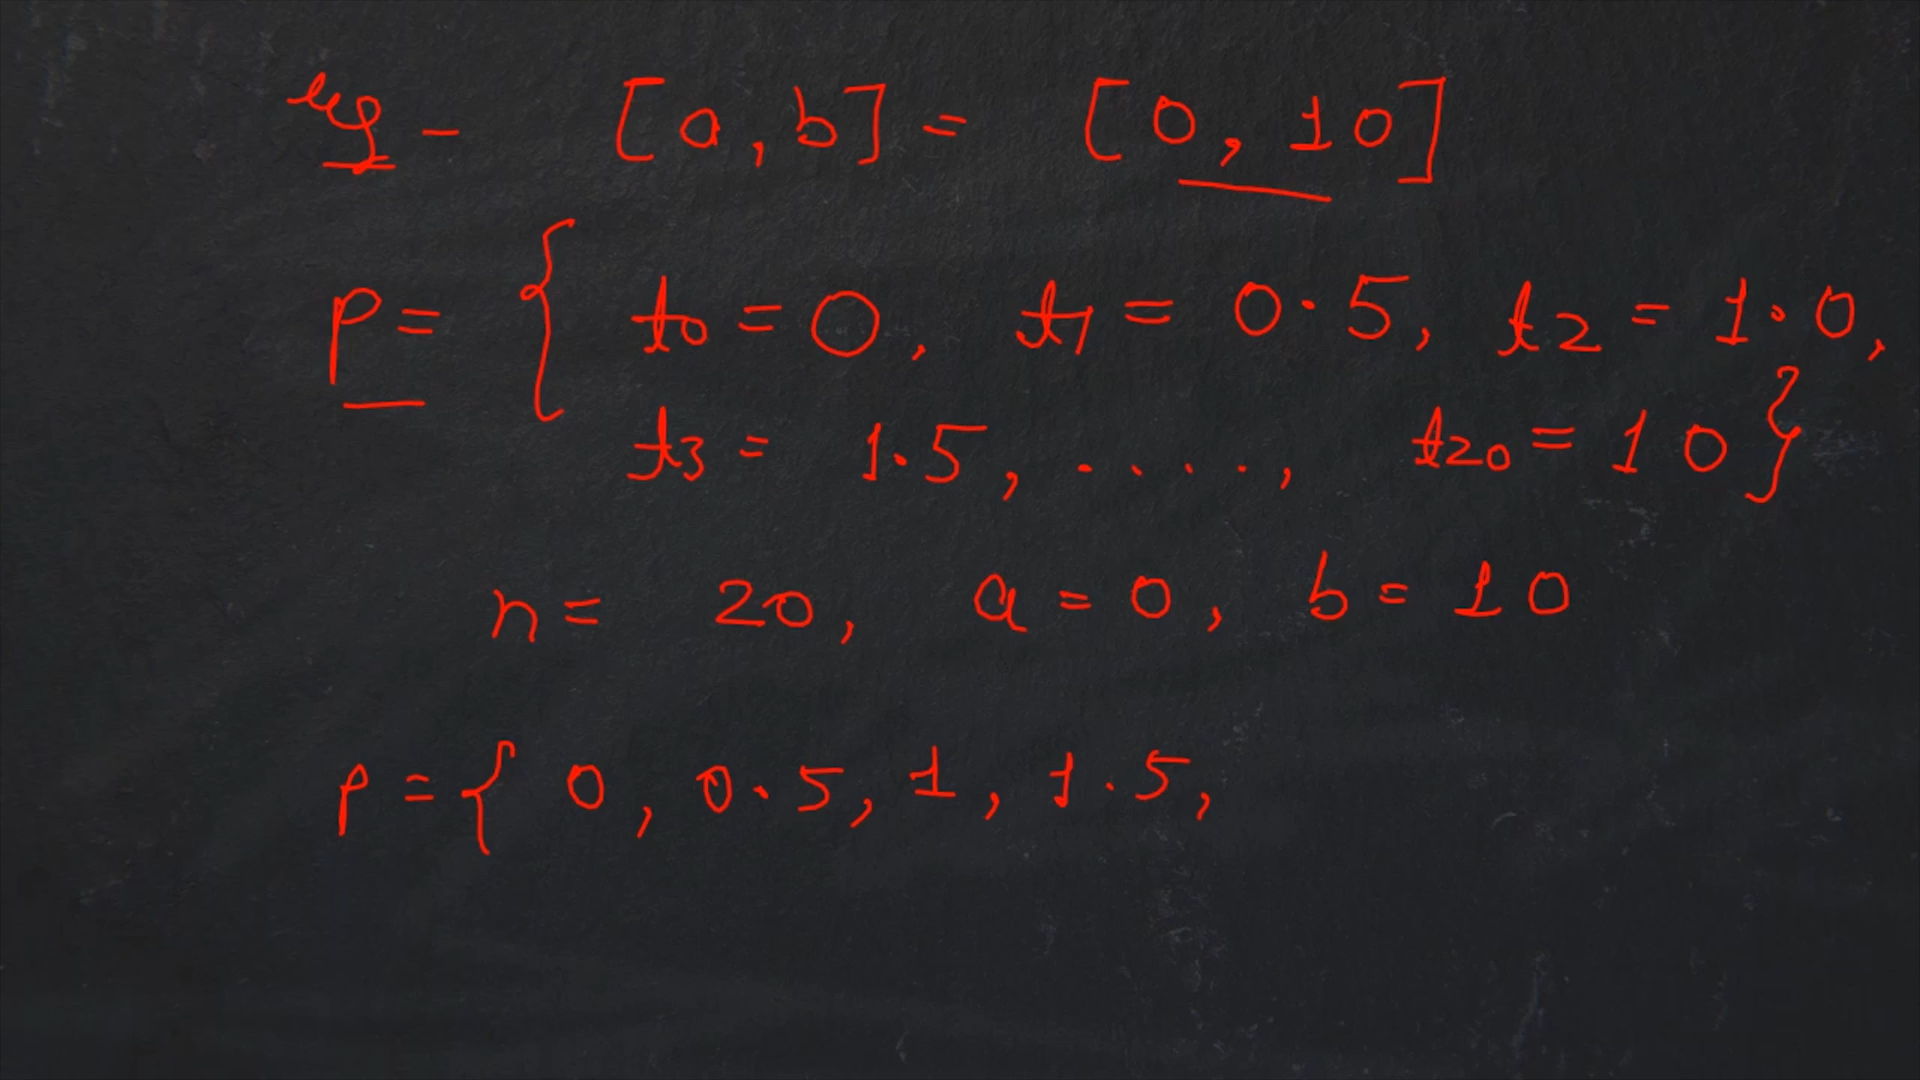 eg - [a, b] = [0, 10]
P = { t0 = 0, t1 = 0.5, t2 = 1.0,
t3 = 1.5, ....., t20 = 10 }
n = 20, a = 0, b = 10
P = { 0, 0.5, 1, 1.5,